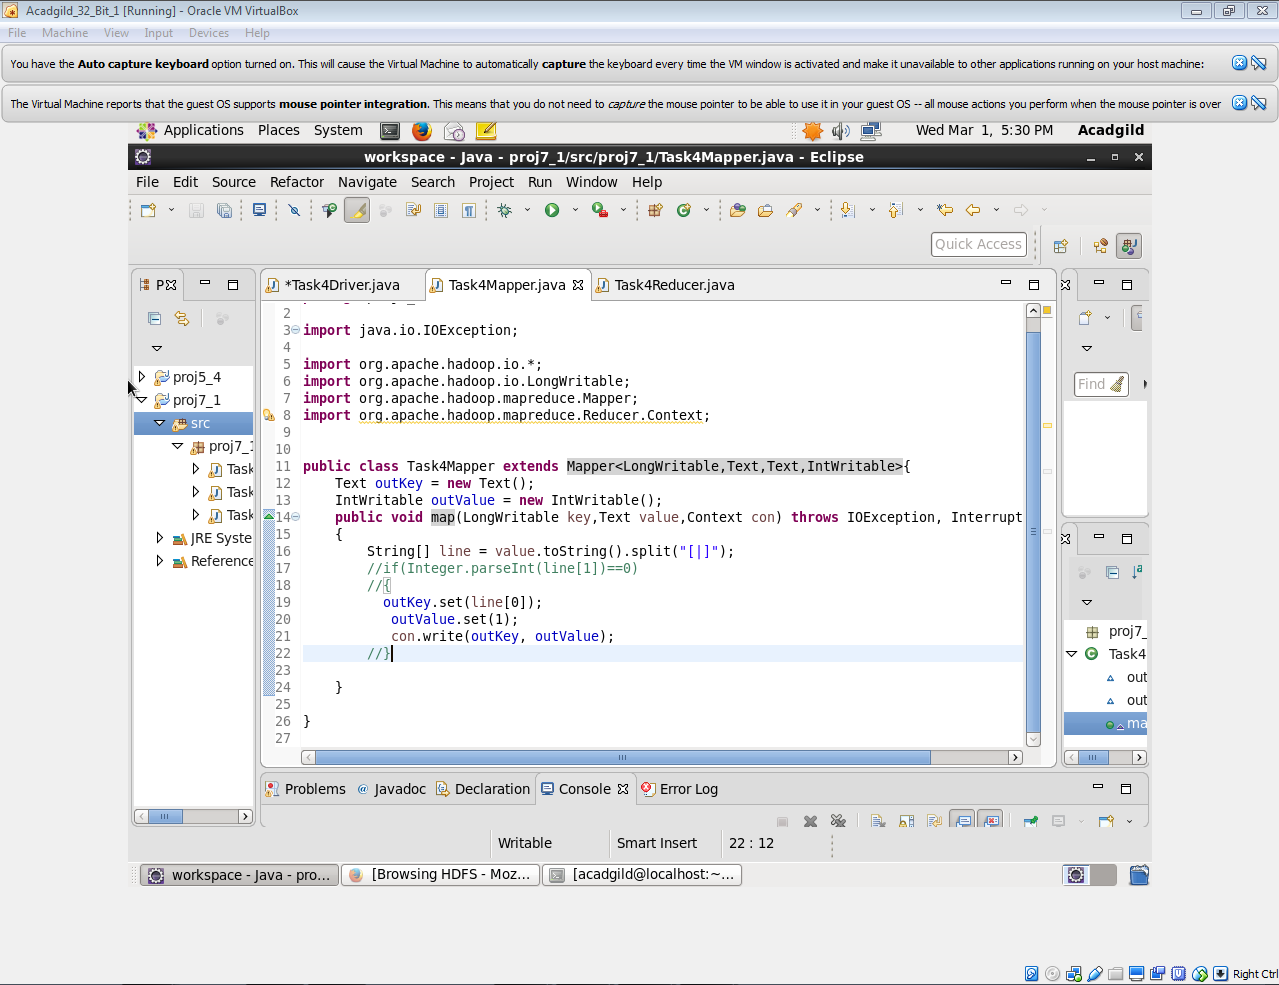 Acadgild_32_Bit_1 [Running] - Oracle VM VirtualBox
File Machine View Input Devices Help
You have the Auto capture keyboard option turned on. This will cause the Virtual Machine to automatically capture the keyboard every time the VM window is activated and make it unavailable to other applications running on your host machine:
The Virtual Machine reports that the guest OS supports mouse pointer integration. This means that you do not need to capture the mouse pointer to be able to use it in your guest OS -- all mouse actions you perform when the mouse pointer is over
Applications Places System Wed Mar 1, 5:30 PM Acadgild
workspace - Java - proj7_1/src/proj7_1/Task4Mapper.java - Eclipse
File Edit Source Refactor Navigate Search Project Run Window Help
Quick Access
P *Task4Driver.java Task4Mapper.java Task4Reducer.java
proj5_4
proj7_1
src
proj7_1
Task
Task
Task
JRE Syste
Reference
2
3 import java.io.IOException;
4
5 import org.apache.hadoop.io.*;
6 import org.apache.hadoop.io.LongWritable;
7 import org.apache.hadoop.mapreduce.Mapper;
8 import org.apache.hadoop.mapreduce.Reducer.Context;
9
10
11 public class Task4Mapper extends Mapper<LongWritable,Text,Text,IntWritable>{
12 Text outKey = new Text();
13 IntWritable outValue = new IntWritable();
14 public void map(LongWritable key,Text value,Context con) throws IOException, Interrupt
15 {
16 String[] line = value.toString().split("[|]");
17 //if(Integer.parseInt(line[1])==0)
18 //{
19 outKey.set(line[0]);
20 outValue.set(1);
21 con.write(outKey, outValue);
22 //}
23
24 }
25
26 }
27
Find
proj7_
Task4
out
out
ma
Problems @ Javadoc Declaration Console Error Log
Writable Smart Insert 22 : 12
workspace - Java - pro... [Browsing HDFS - Moz... [acadgild@localhost:~...
Right Ctrl